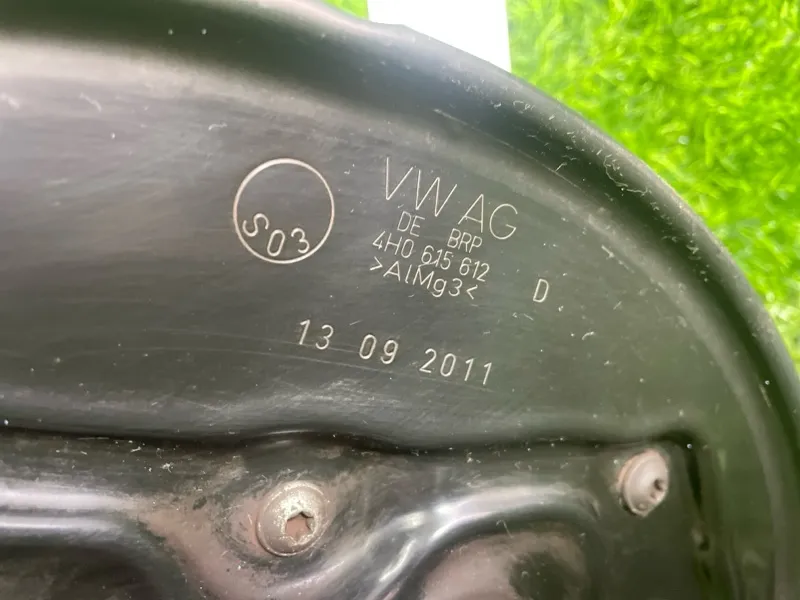 S03
VW AG
DE BRP
4H0 615 612 D
>AlMg3<
13 09 2011